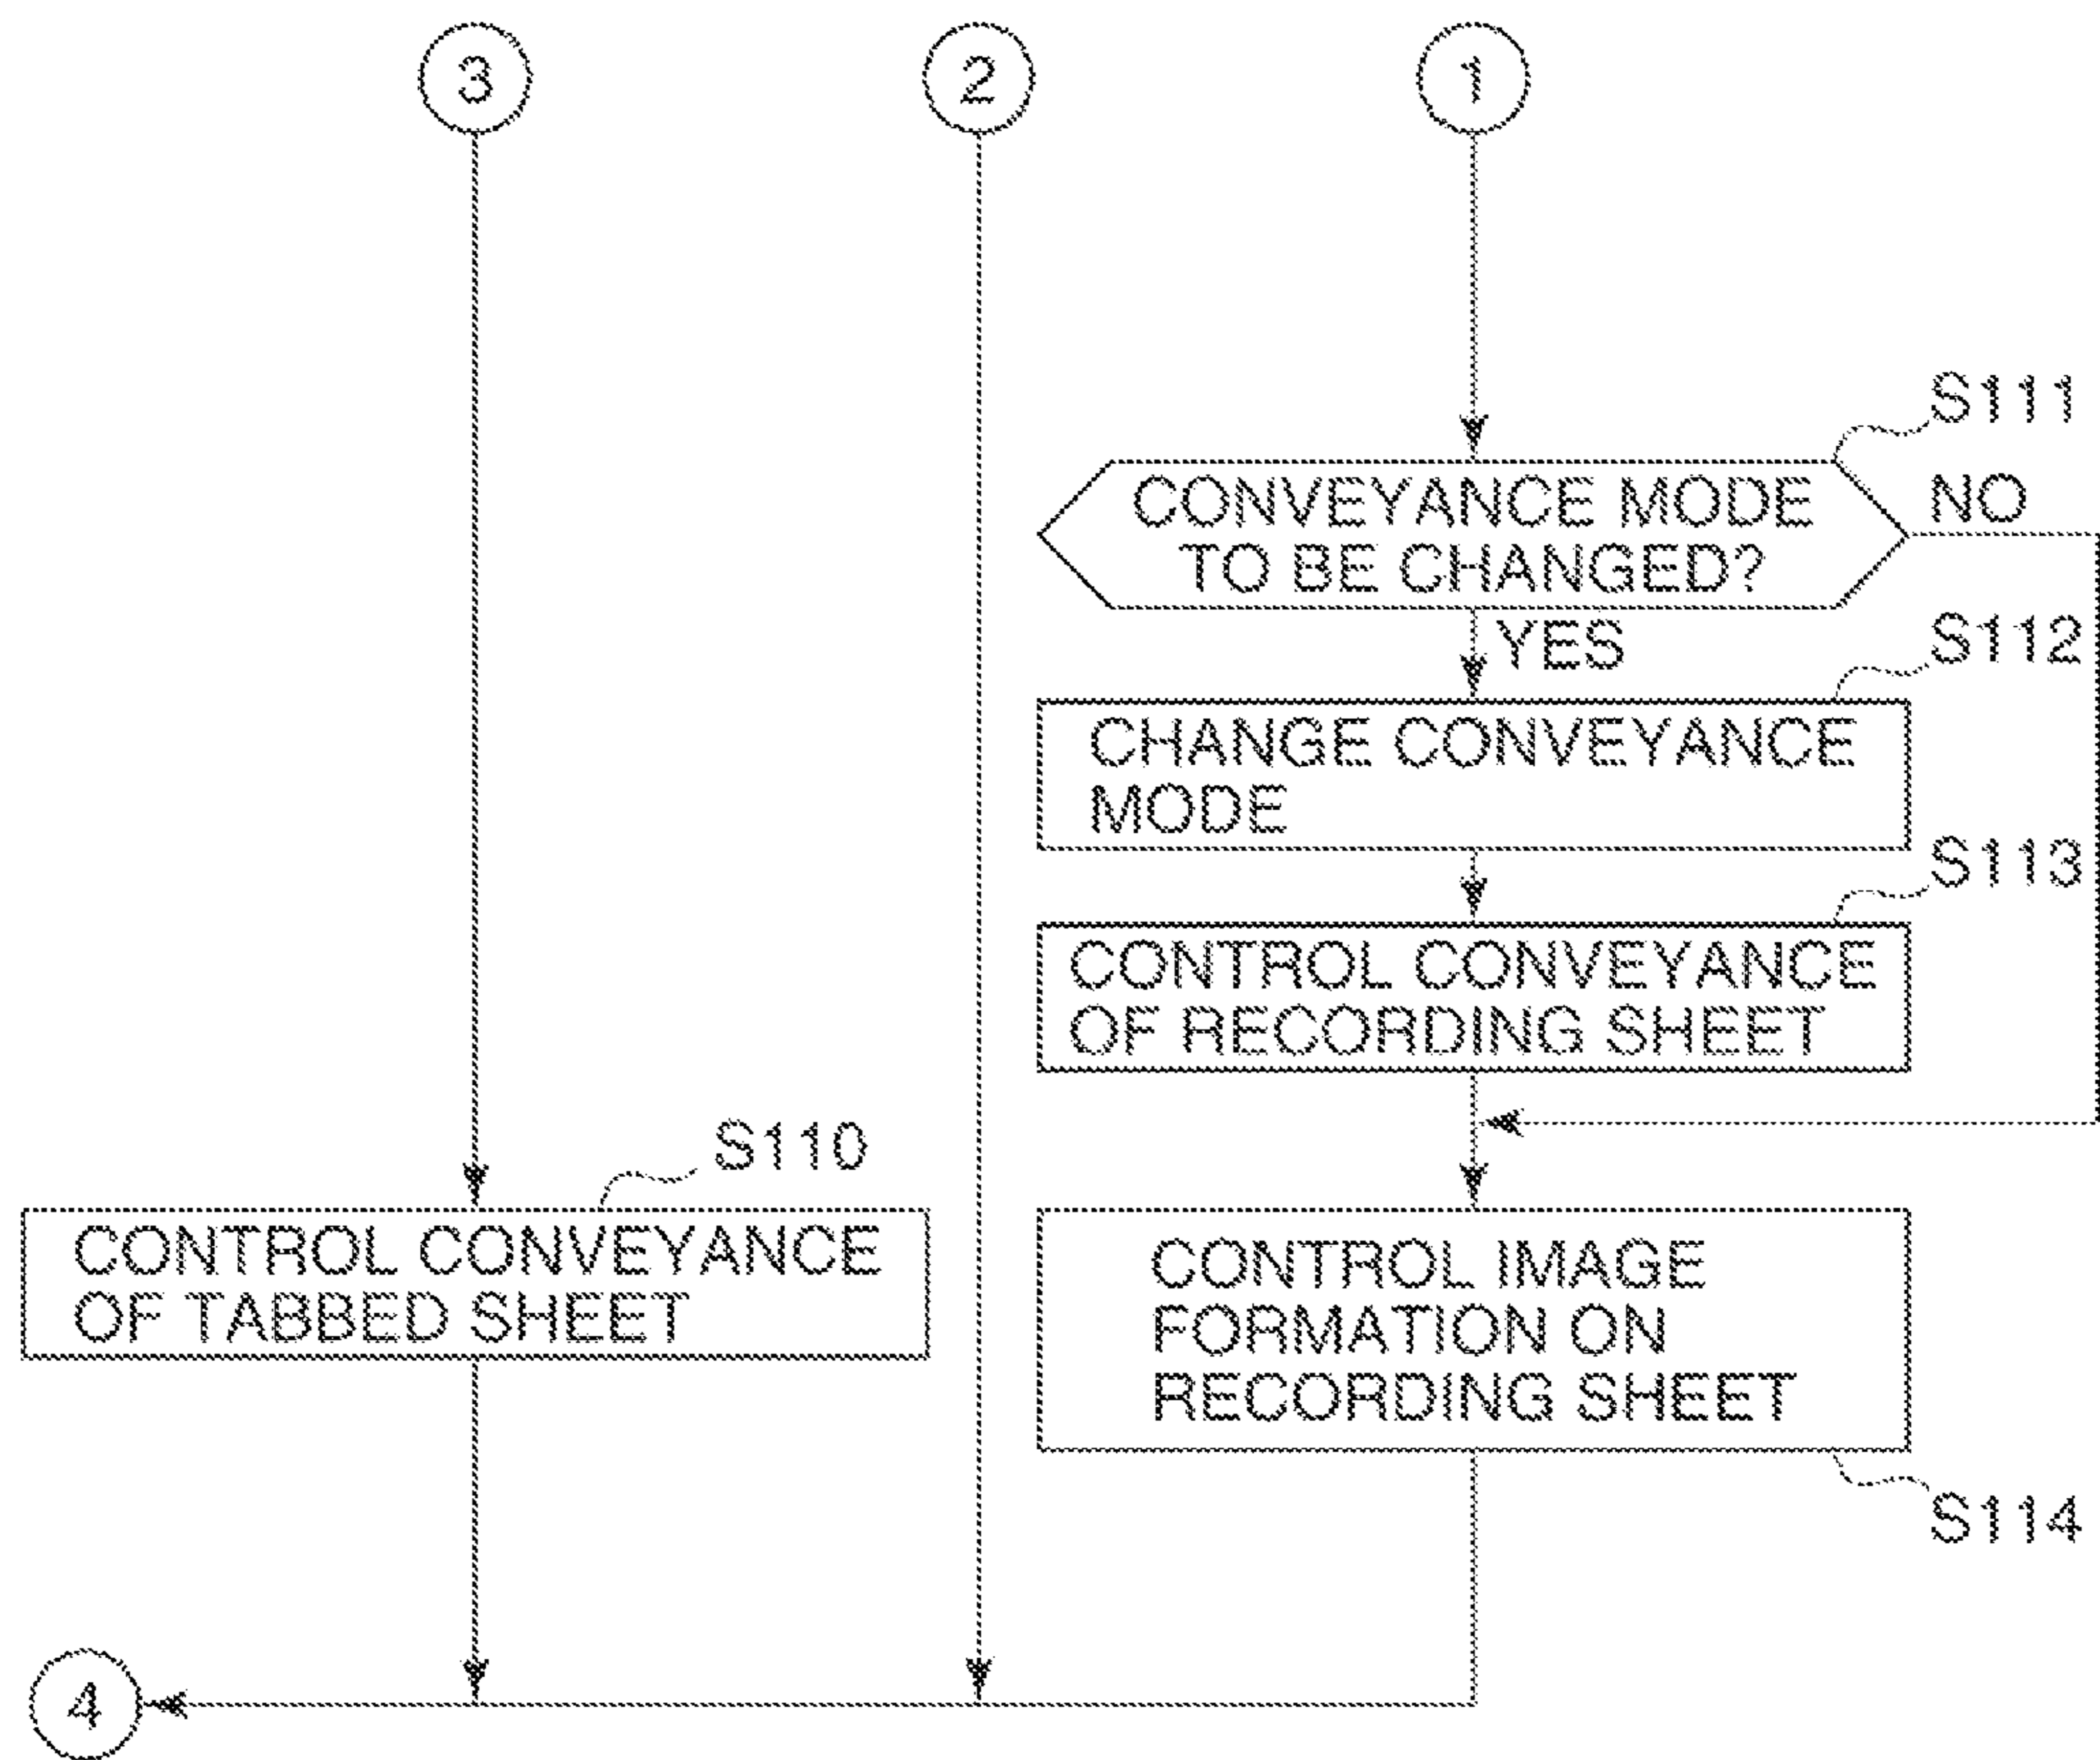 3
2
1
S111
CONVEYANCE MODE
TO BE CHANGED?
NO
YES
S112
CHANGE CONVEYANCE
MODE
S113
CONTROL CONVEYANCE
OF RECORDING SHEET
S110
CONTROL CONVEYANCE
OF TABBED SHEET
CONTROL IMAGE
FORMATION ON
RECORDING SHEET
S114
4